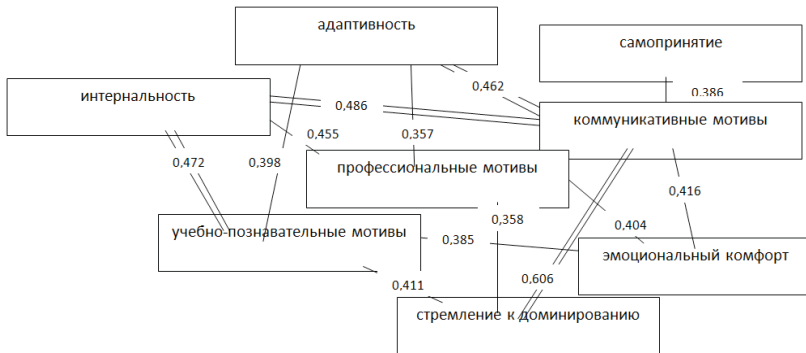 адаптивность
самопринятие
0,462
0,386
интернальность
0,486
коммуникативные мотивы
0,455
0,357
0,472
0,398
профессиональные мотивы
0,416
0,358
0,404
учебно-познавательные мотивы
0,385
эмоциональный комфорт
0,411
0,606
стремление к доминированию